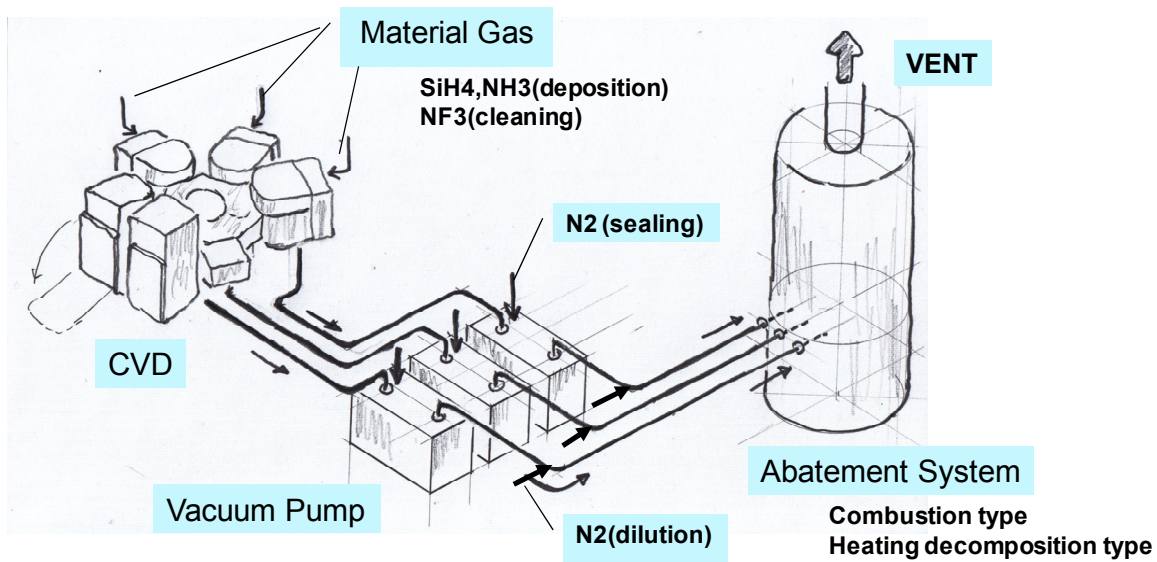 Material Gas
SiH4,NH3(deposition)
NF3(cleaning)
VENT
N2 (sealing)
CVD
Vacuum Pump
N2(dilution)
Abatement System
Combustion type
Heating decomposition type